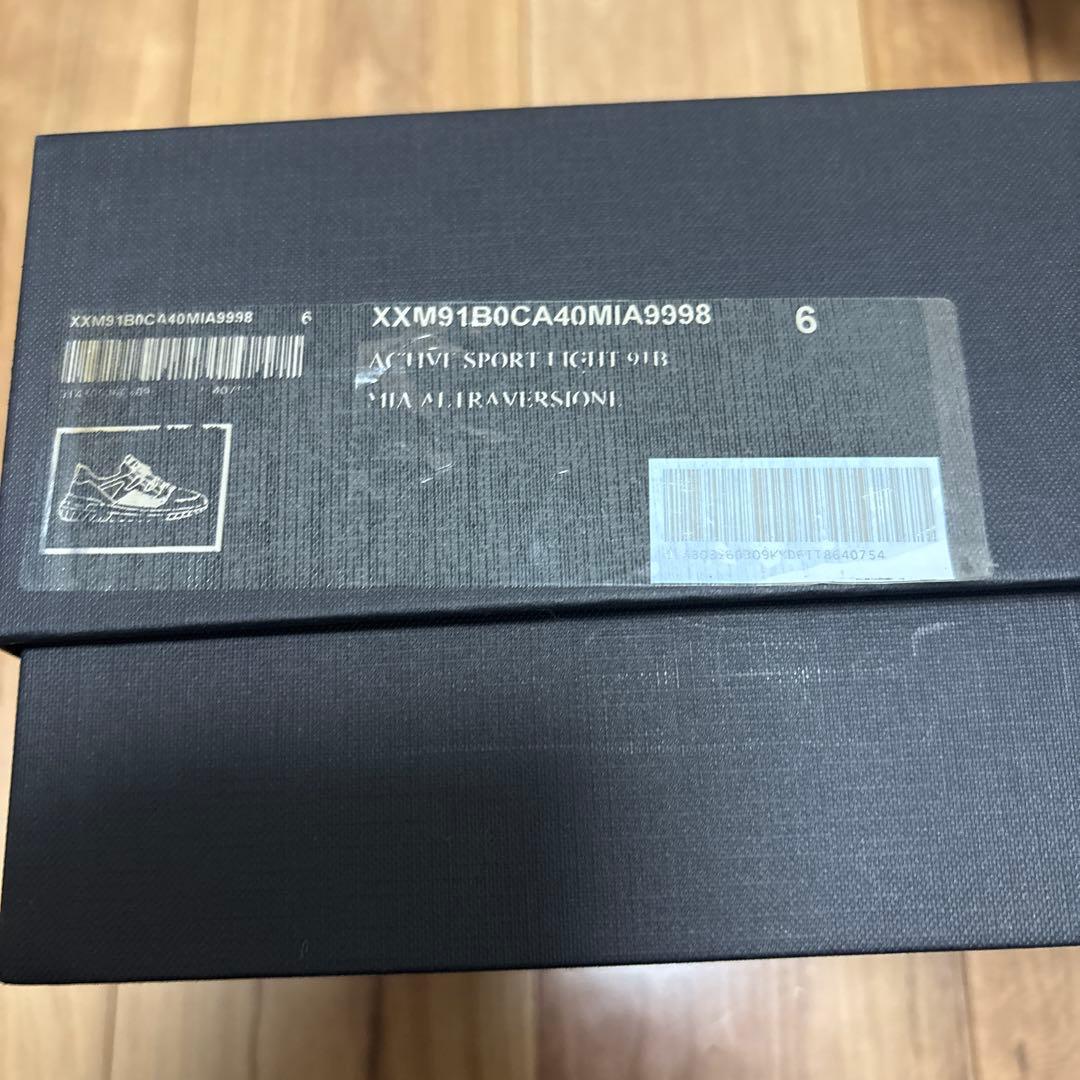 XXM91B0CA40MIA9998 6
XXM91B0CA40MIA9998 6
ACTIVE SPORT LIGHT 91B
MIA ALTRAVERSIONE